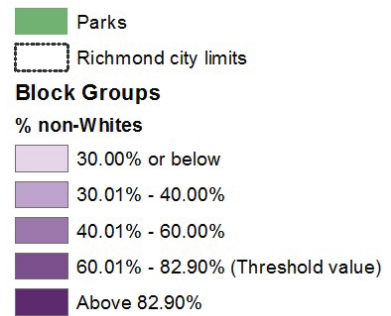 Parks
Richmond city limits
Block Groups
% non-Whites
30.00% or below
30.01% - 40.00%
40.01% - 60.00%
60.01% - 82.90% (Threshold value)
Above 82.90%